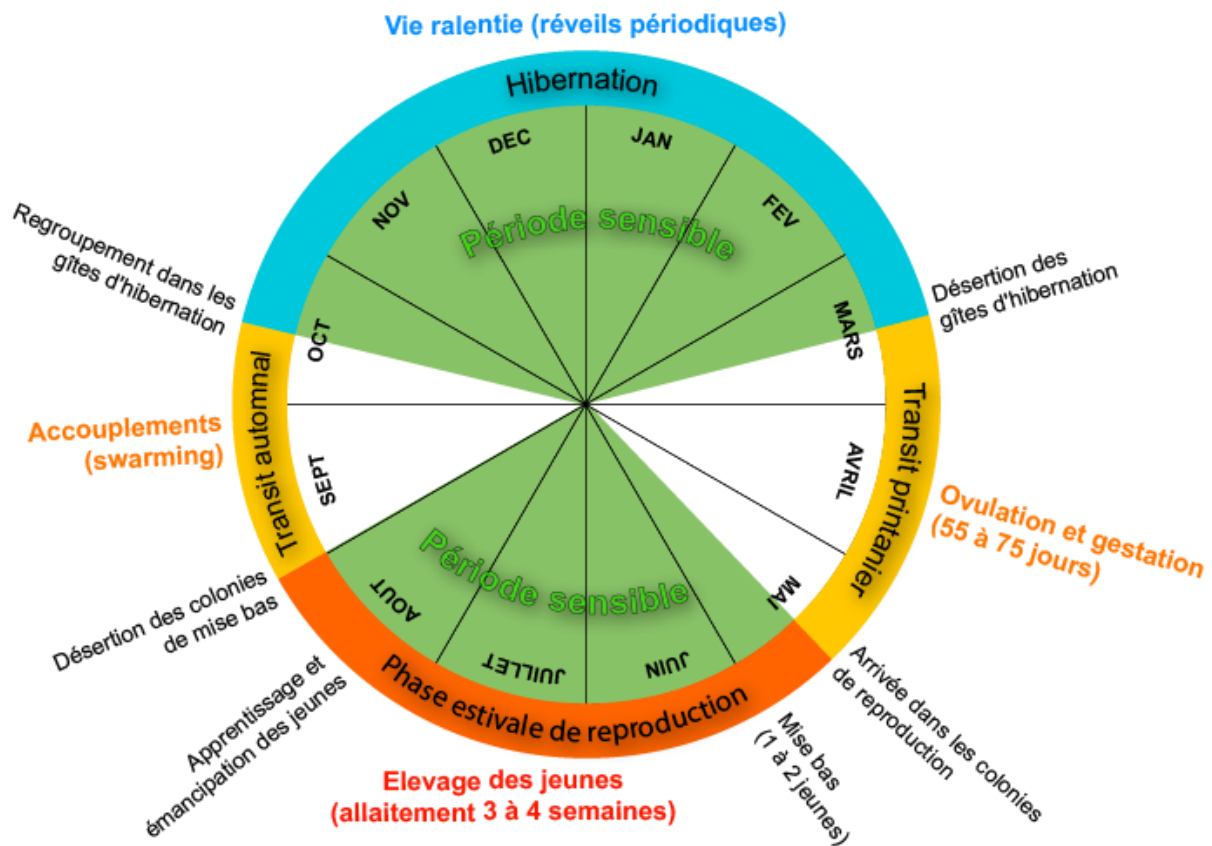 Vie ralentie (réveils périodiques)
Hibernation
DEC
JAN
NOV
FEV
Période sensible
Regroupement dans les
gîtes d'hibernation
Désertion des
gîtes d'hibernation
OCT
MARS
Transit automnal
Transit printanier
Accouplements
(swarming)
SEPT
AVRIL
Ovulation et gestation
(55 à 75 jours)
Période sensible
MAI
AOUT
JUILLET
JUIN
Désertion des colonies
de mise bas
Phase estivale de reproduction
Arrivée dans les colonies
de reproduction
Apprentissage et
émancipation des jeunes
Mise bas
(1 à 2 jeunes)
Elevage des jeunes
(allaitement 3 à 4 semaines)